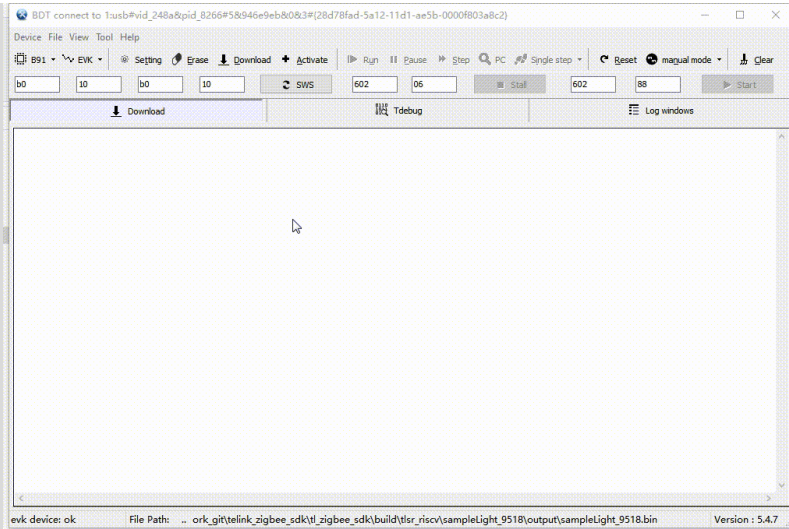 BDT connect to 1:usb#vid_248a&pid_8266#5&946e9eb&0&3#{28d78fad-5a12-11d1-ae5b-0000f803a8c2}
Device File View Tool Help
B91 EVK Setting Erase Download Activate Run Pause Step PC Single step Reset manual mode Clear
b0 10 b0 10 SWS 602 06 Stall 602 88 Start
Download Tdebug Log windows
evk device: ok File Path: .. ork_git\telink_zigbee_sdk\tl_zigbee_sdk\build\tlsr_riscv\sampleLight_9518\output\sampleLight_9518.bin Version : 5.4.7